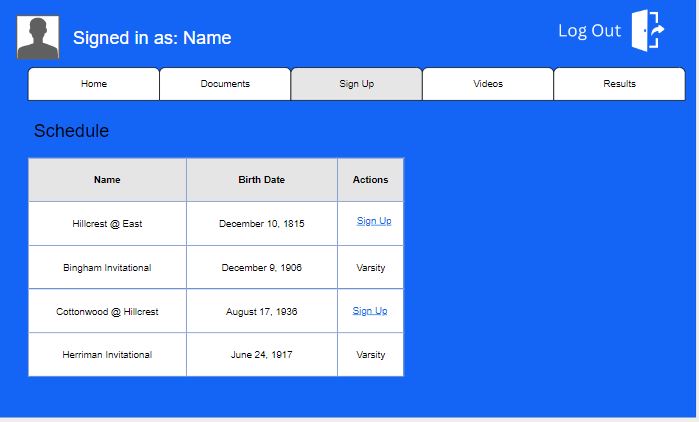 Signed in as: Name
Log Out
Home Documents Sign Up Videos Results
Schedule
Name Birth Date Actions
Hillcrest @ East December 10, 1815 Sign Up
Bingham Invitational December 9, 1906 Varsity
Cottonwood @ Hillcrest August 17, 1936 Sign Up
Herriman Invitational June 24, 1917 Varsity